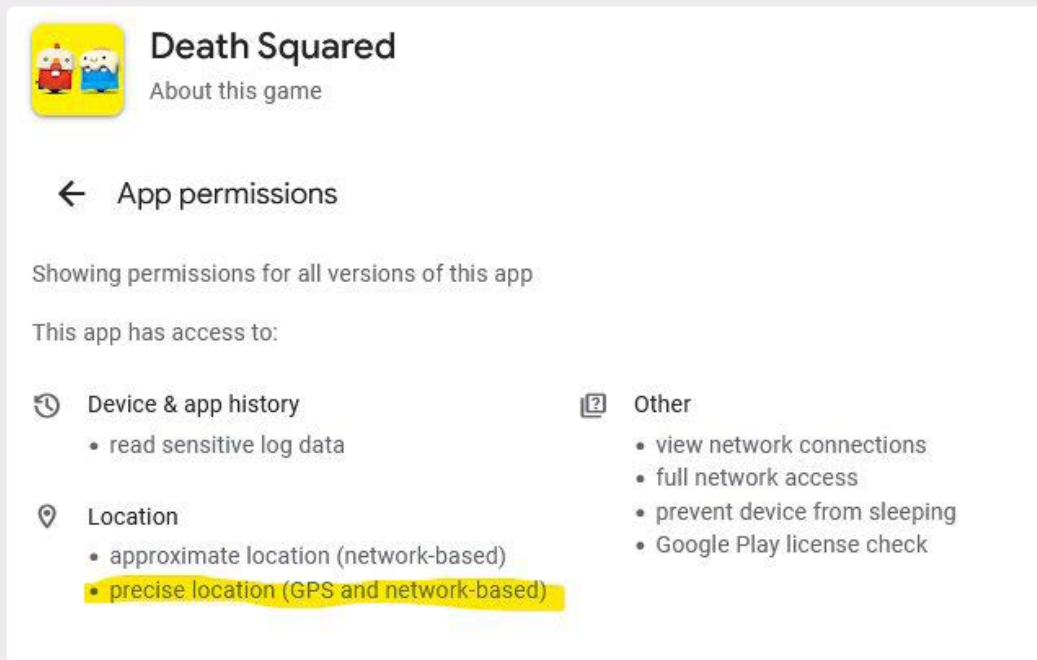 Death Squared
About this game
App permissions
Showing permissions for all versions of this app
This app has access to:
Device & app history
• read sensitive log data
Location
• approximate location (network-based)
• precise location (GPS and network-based)
Other
• view network connections
• full network access
• prevent device from sleeping
• Google Play license check